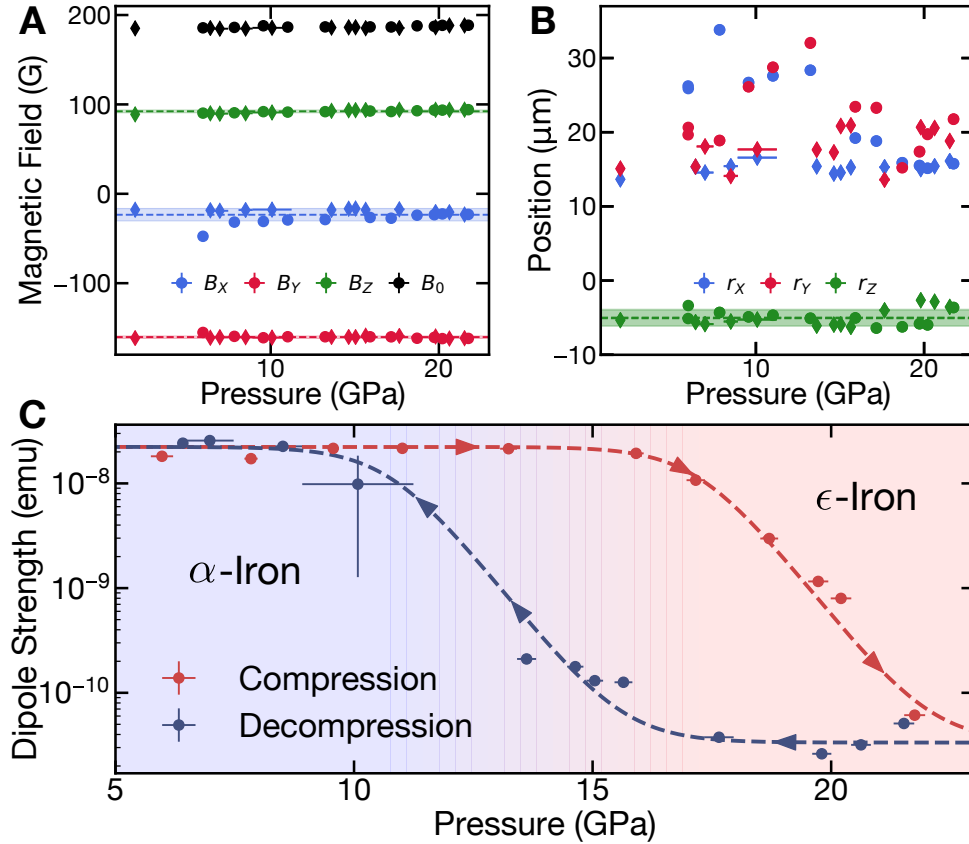 A
Magnetic Field (G)
200
100
0
−100
B_X B_Y B_Z B_0
10 20
Pressure (GPa)
B
Position (μm)
30
20
10
0
−10
r_X r_Y r_Z
10 20
Pressure (GPa)
C
Dipole Strength (emu)
10⁻⁸
10⁻⁹
10⁻¹⁰
α-Iron
ϵ-Iron
Compression
Decompression
5 10 15 20
Pressure (GPa)